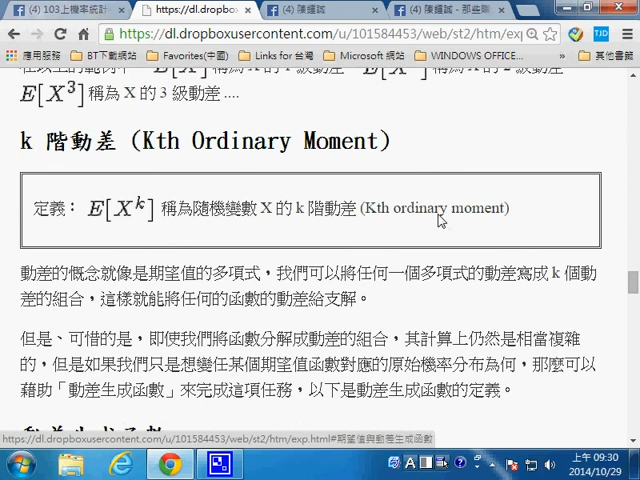 (4) 103上機率統計
https://dl.dropboxuserc
(4) 陳鍾誠
(4) 陳鍾誠 - 那些
https://dl.dropboxusercontent.com/u/101584453/web/st2/htm/exp
應用服務 BT下載網站 Favorites(中國) Links for 台灣 Microsoft 網站 WINDOWS OFFICE... » 其他書籤
E[X³] 稱為 X 的 3 級動差 ....
k 階動差 (Kth Ordinary Moment)
定義： E[X^k] 稱為隨機變數 X 的 k 階動差 (Kth ordinary moment)
動差的概念就像是期望值的多項式，我們可以將任何一個多項式的動差寫成 k 個動
差的組合，這樣就能將任何的函數的動差給支解。
但是、可惜的是，即使我們將函數分解成動差的組合，其計算上仍然是相當複雜
的，但是如果我們只是想變任某個期望值函數對應的原始機率分布為何，那麼可以
藉助「動差生成函數」來完成這項任務，以下是動差生成函數的定義。
https://dl.dropboxusercontent.com/u/101584453/web/st2/htm/exp.html#期望值與動差生成函數
上午 09:30
2014/10/29